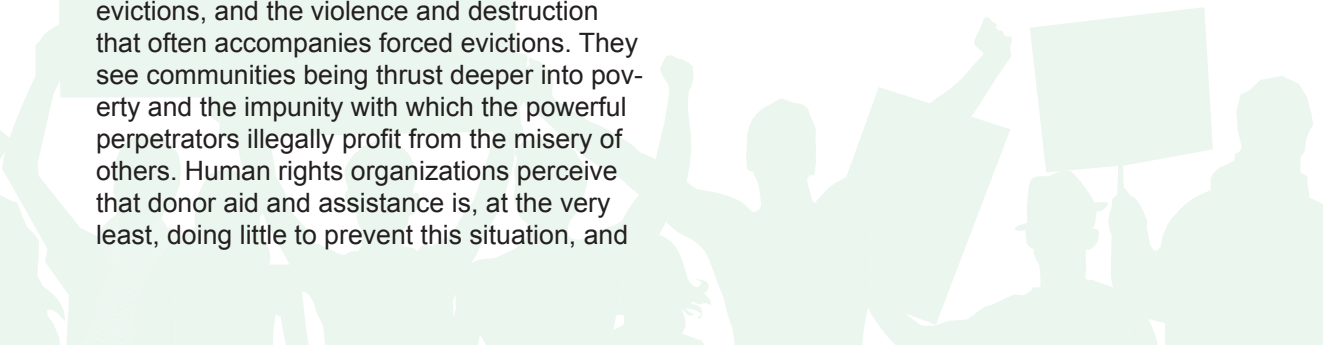 evictions, and the violence and destruction
that often accompanies forced evictions. They
see communities being thrust deeper into pov-
erty and the impunity with which the powerful
perpetrators illegally profit from the misery of
others. Human rights organizations perceive
that donor aid and assistance is, at the very
least, doing little to prevent this situation, and